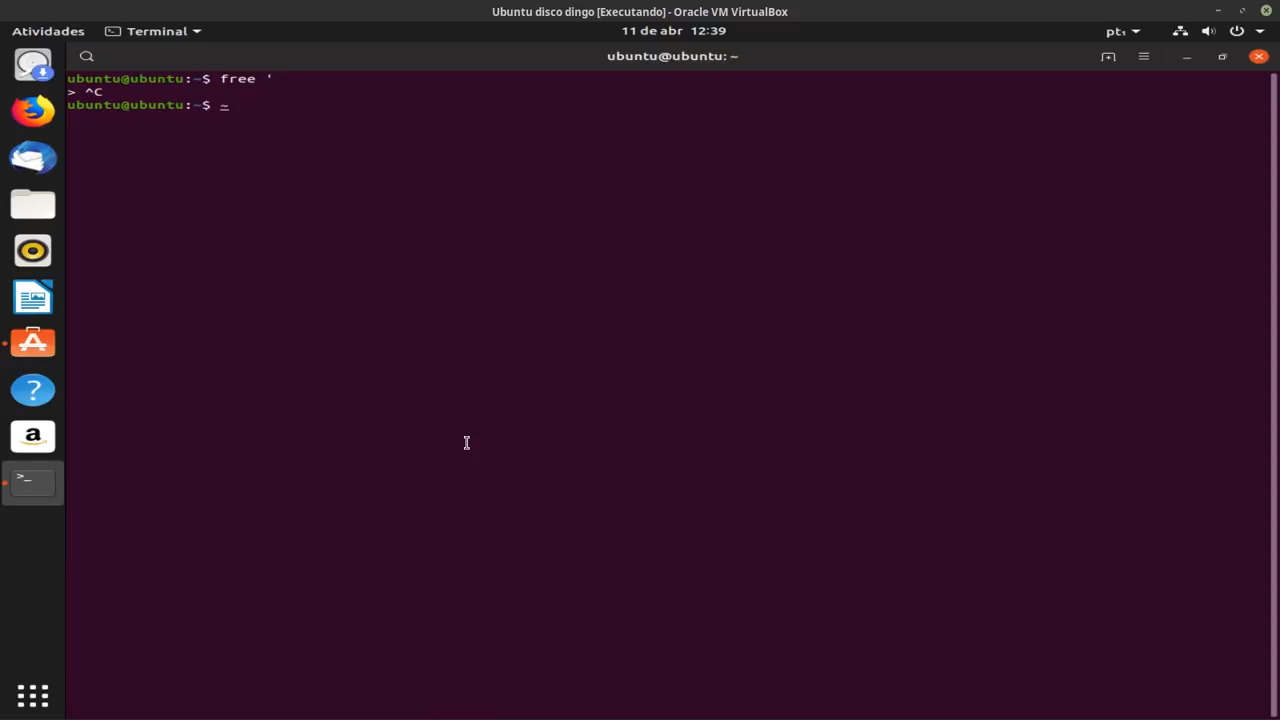 Ubuntu disco dingo [Executando] - Oracle VM VirtualBox
Atividades Terminal 11 de abr 12:39 pt₁
ubuntu@ubuntu: ~
ubuntu@ubuntu:~$ free '
> ^C
ubuntu@ubuntu:~$ ~
?
a
>_